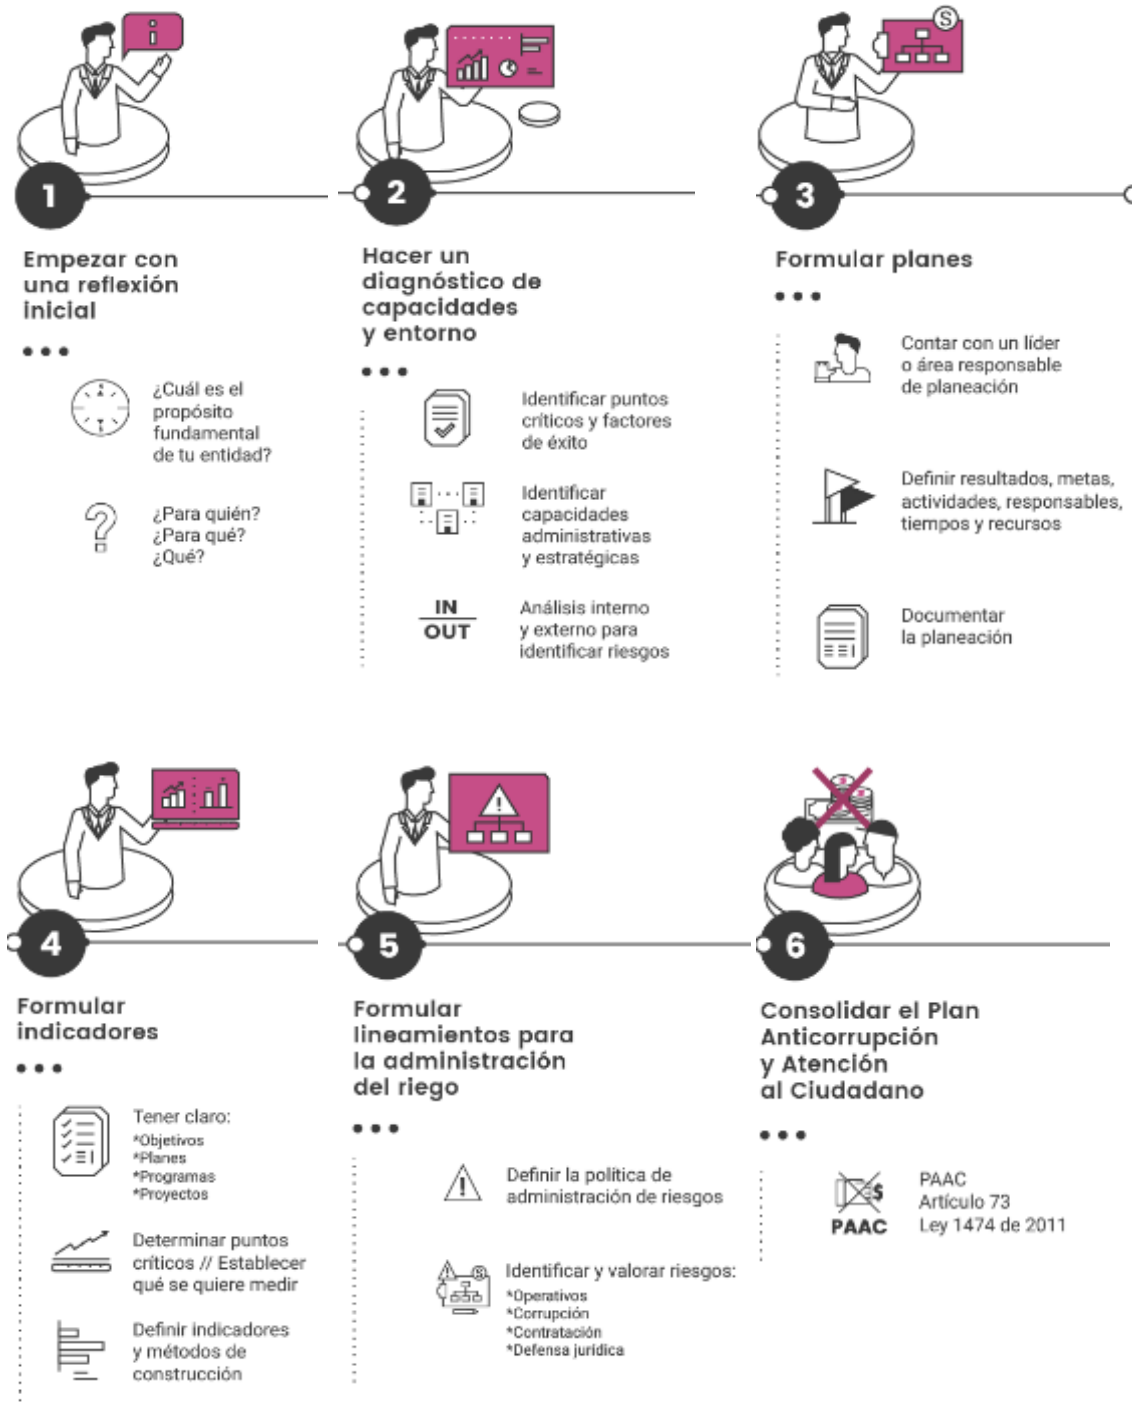 i
1
Empezar con
una reflexión
inicial
¿Cuál es el
propósito
fundamental
de tu entidad?
¿Para quién?
¿Para qué?
¿Qué?
2
Hacer un
diagnóstico de
capacidades
y entorno
Identificar puntos
críticos y factores
de éxito
Identificar
capacidades
administrativas
y estratégicas
IN
OUT
Análisis interno
y externo para
identificar riesgos
S
3
Formular planes
Contar con un líder
o área responsable
de planeación
Definir resultados, metas,
actividades, responsables,
tiempos y recursos
Documentar
la planeación
4
Formular
indicadores
Tener claro:
*Objetivos
*Planes
*Programas
*Proyectos
Determinar puntos
críticos // Establecer
qué se quiere medir
Definir indicadores
y métodos de
construcción
5
Formular
lineamientos para
la administración
del riego
Definir la política de
administración de riesgos
Identificar y valorar riesgos:
*Operativos
*Corrupción
*Contratación
*Defensa jurídica
6
Consolidar el Plan
Anticorrupción
y Atención
al Ciudadano
$
PAAC
PAAC
Artículo 73
Ley 1474 de 2011